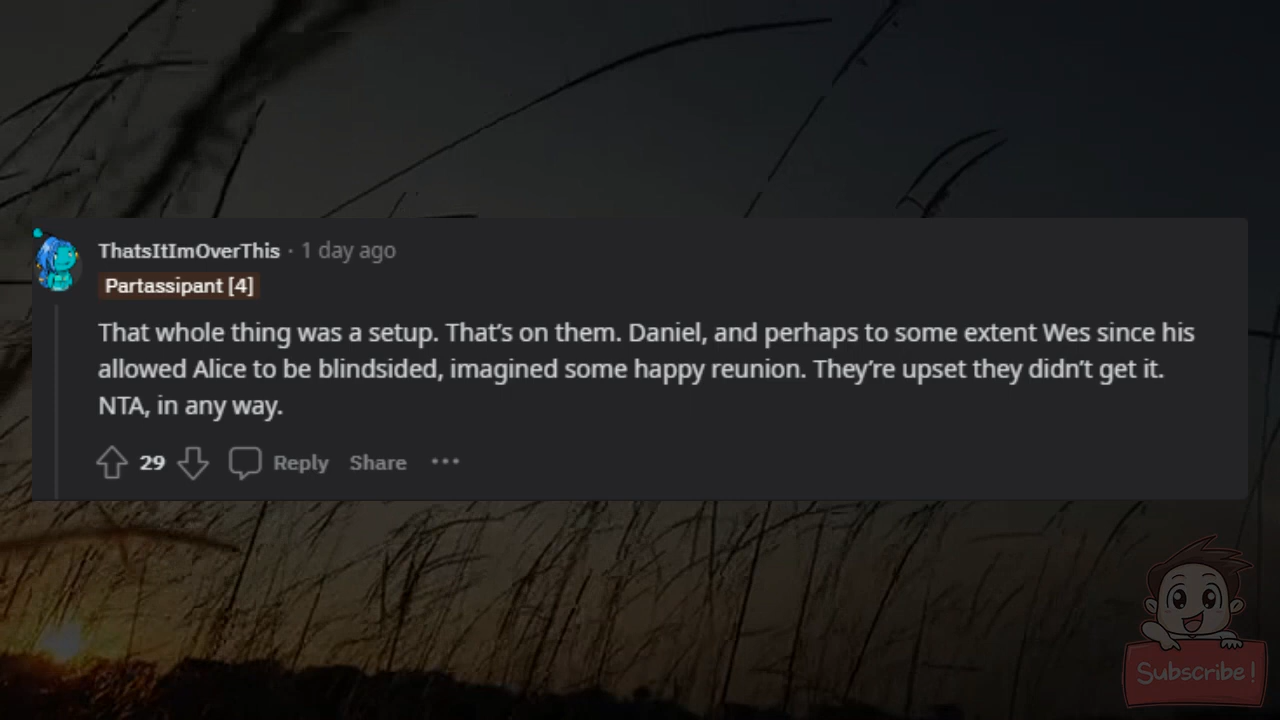 ThatsItImOverThis · 1 day ago
Partassipant [4]
That whole thing was a setup. That’s on them. Daniel, and perhaps to some extent Wes since his
allowed Alice to be blindsided, imagined some happy reunion. They’re upset they didn’t get it.
NTA, in any way.
29 Reply Share ···
Subscribe !